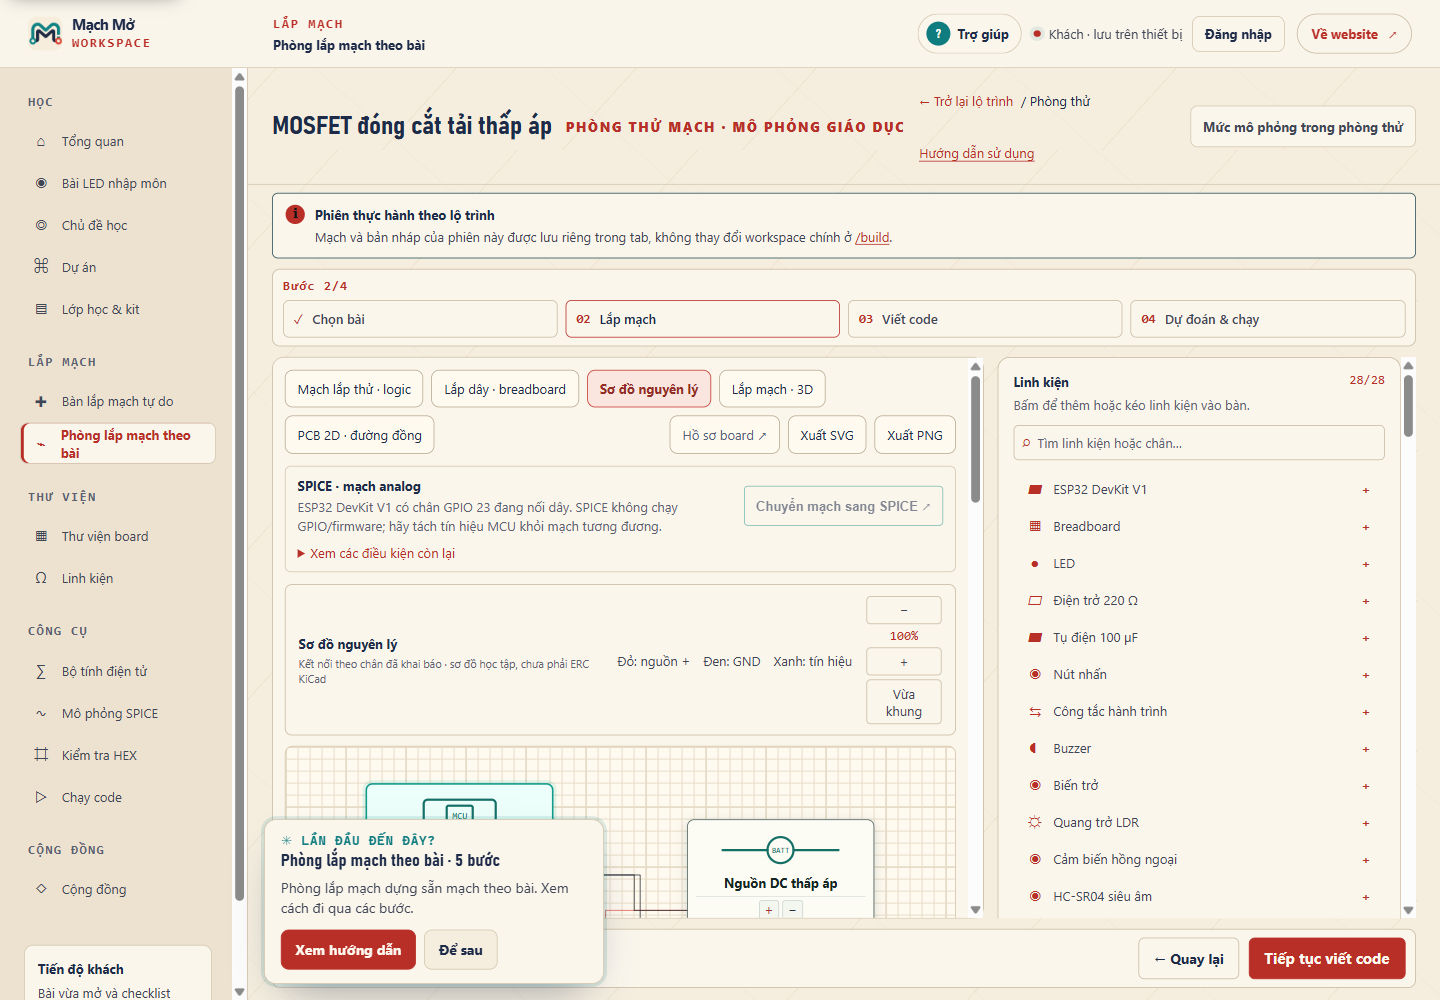 Mạch Mở
WORKSPACE
LẮP MẠCH
Phòng lắp mạch theo bài
? Trợ giúp
Khách · lưu trên thiết bị
Đăng nhập
Về website ↗
HỌC
Tổng quan
Bài LED nhập môn
Chủ đề học
Dự án
Lớp học & kit
LẮP MẠCH
Bàn lắp mạch tự do
Phòng lắp mạch theo
bài
THƯ VIỆN
Thư viện board
Linh kiện
CÔNG CỤ
Bộ tính điện tử
Mô phỏng SPICE
Kiểm tra HEX
Chạy code
CỘNG ĐỒNG
Cộng đồng
Tiến độ khách
Bài vừa mở và checklist
MOSFET đóng cắt tải thấp áp
PHÒNG THỬ MẠCH · MÔ PHỎNG GIÁO DỤC
← Trở lại lộ trình / Phòng thử
Hướng dẫn sử dụng
Mức mô phỏng trong phòng thử
Phiên thực hành theo lộ trình
Mạch và bản nháp của phiên này được lưu riêng trong tab, không thay đổi workspace chính ở /build.
Bước 2/4
✓ Chọn bài
02 Lắp mạch
03 Viết code
04 Dự đoán & chạy
Mạch lắp thử · logic
Lắp dây · breadboard
Sơ đồ nguyên lý
Lắp mạch · 3D
PCB 2D · đường đồng
Hồ sơ board ↗
Xuất SVG
Xuất PNG
SPICE · mạch analog
ESP32 DevKit V1 có chân GPIO 23 đang nối dây. SPICE không chạy
GPIO/firmware; hãy tách tín hiệu MCU khỏi mạch tương đương.
▶ Xem các điều kiện còn lại
Chuyển mạch sang SPICE ↗
Sơ đồ nguyên lý
Kết nối theo chân đã khai báo · sơ đồ học tập, chưa phải ERC
KiCad
Đỏ: nguồn +
Đen: GND
Xanh: tín hiệu
−
100%
+
Vừa
khung
MCU
BATT
Nguồn DC thấp áp
+ −
✳ LẦN ĐẦU ĐẾN ĐÂY?
Phòng lắp mạch theo bài · 5 bước
Phòng lắp mạch dựng sẵn mạch theo bài. Xem
cách đi qua các bước.
Xem hướng dẫn
Để sau
Linh kiện
28/28
Bấm để thêm hoặc kéo linh kiện vào bàn.
Tìm linh kiện hoặc chân...
ESP32 DevKit V1 +
Breadboard +
LED +
Điện trở 220 Ω +
Tụ điện 100 µF +
Nút nhấn +
Công tắc hành trình +
Buzzer +
Biến trở +
Quang trở LDR +
Cảm biến hồng ngoại +
HC-SR04 siêu âm +
← Quay lại
Tiếp tục viết code